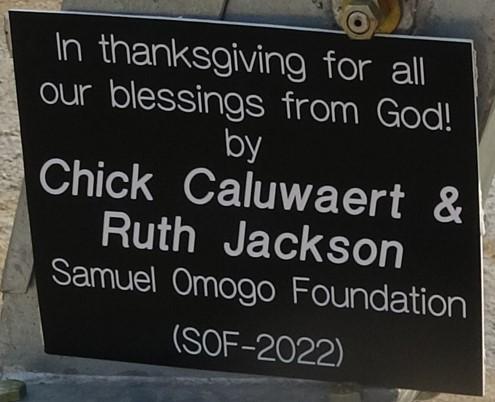 In thanksgiving for all
our blessings from God!
by
Chick Caluwaert &
Ruth Jackson
Samuel Omogo Foundation
(SOF-2022)